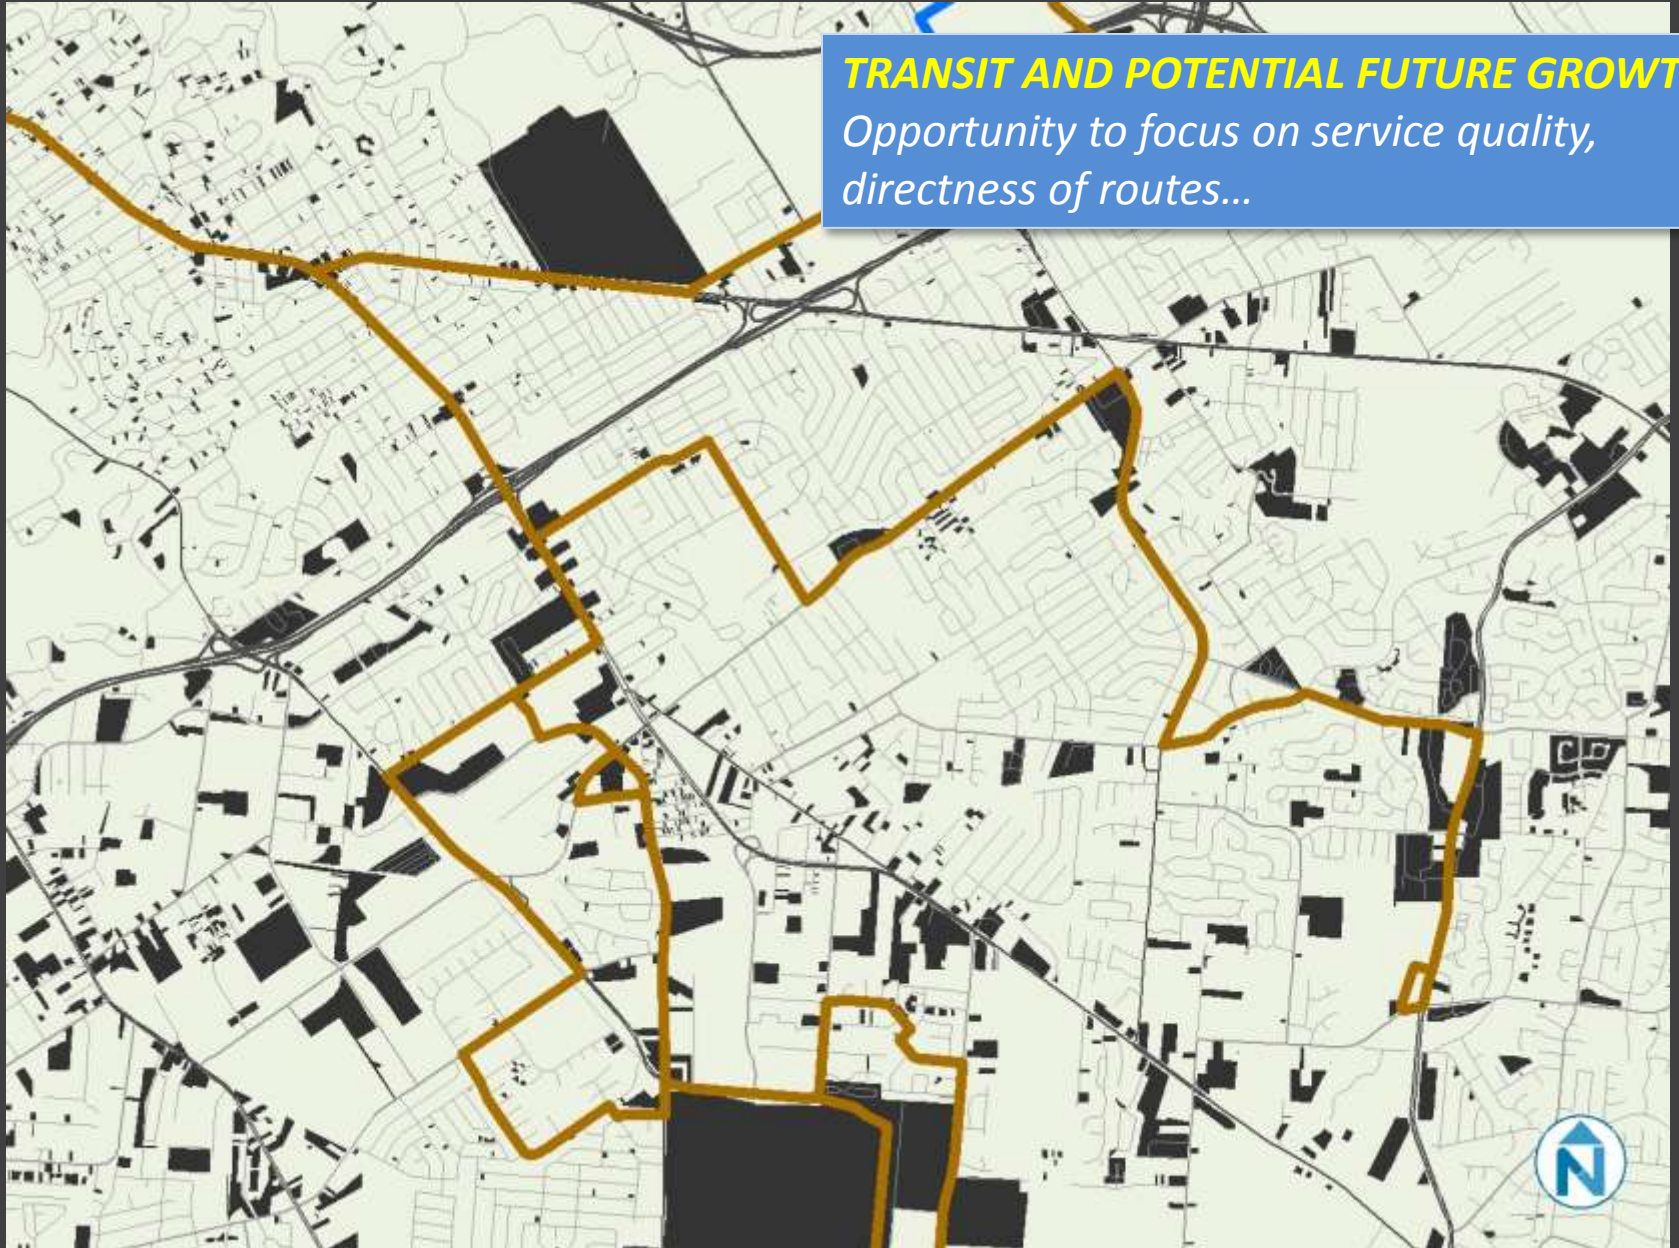 TRANSIT AND POTENTIAL FUTURE GROWT
Opportunity to focus on service quality,
directness of routes...
N